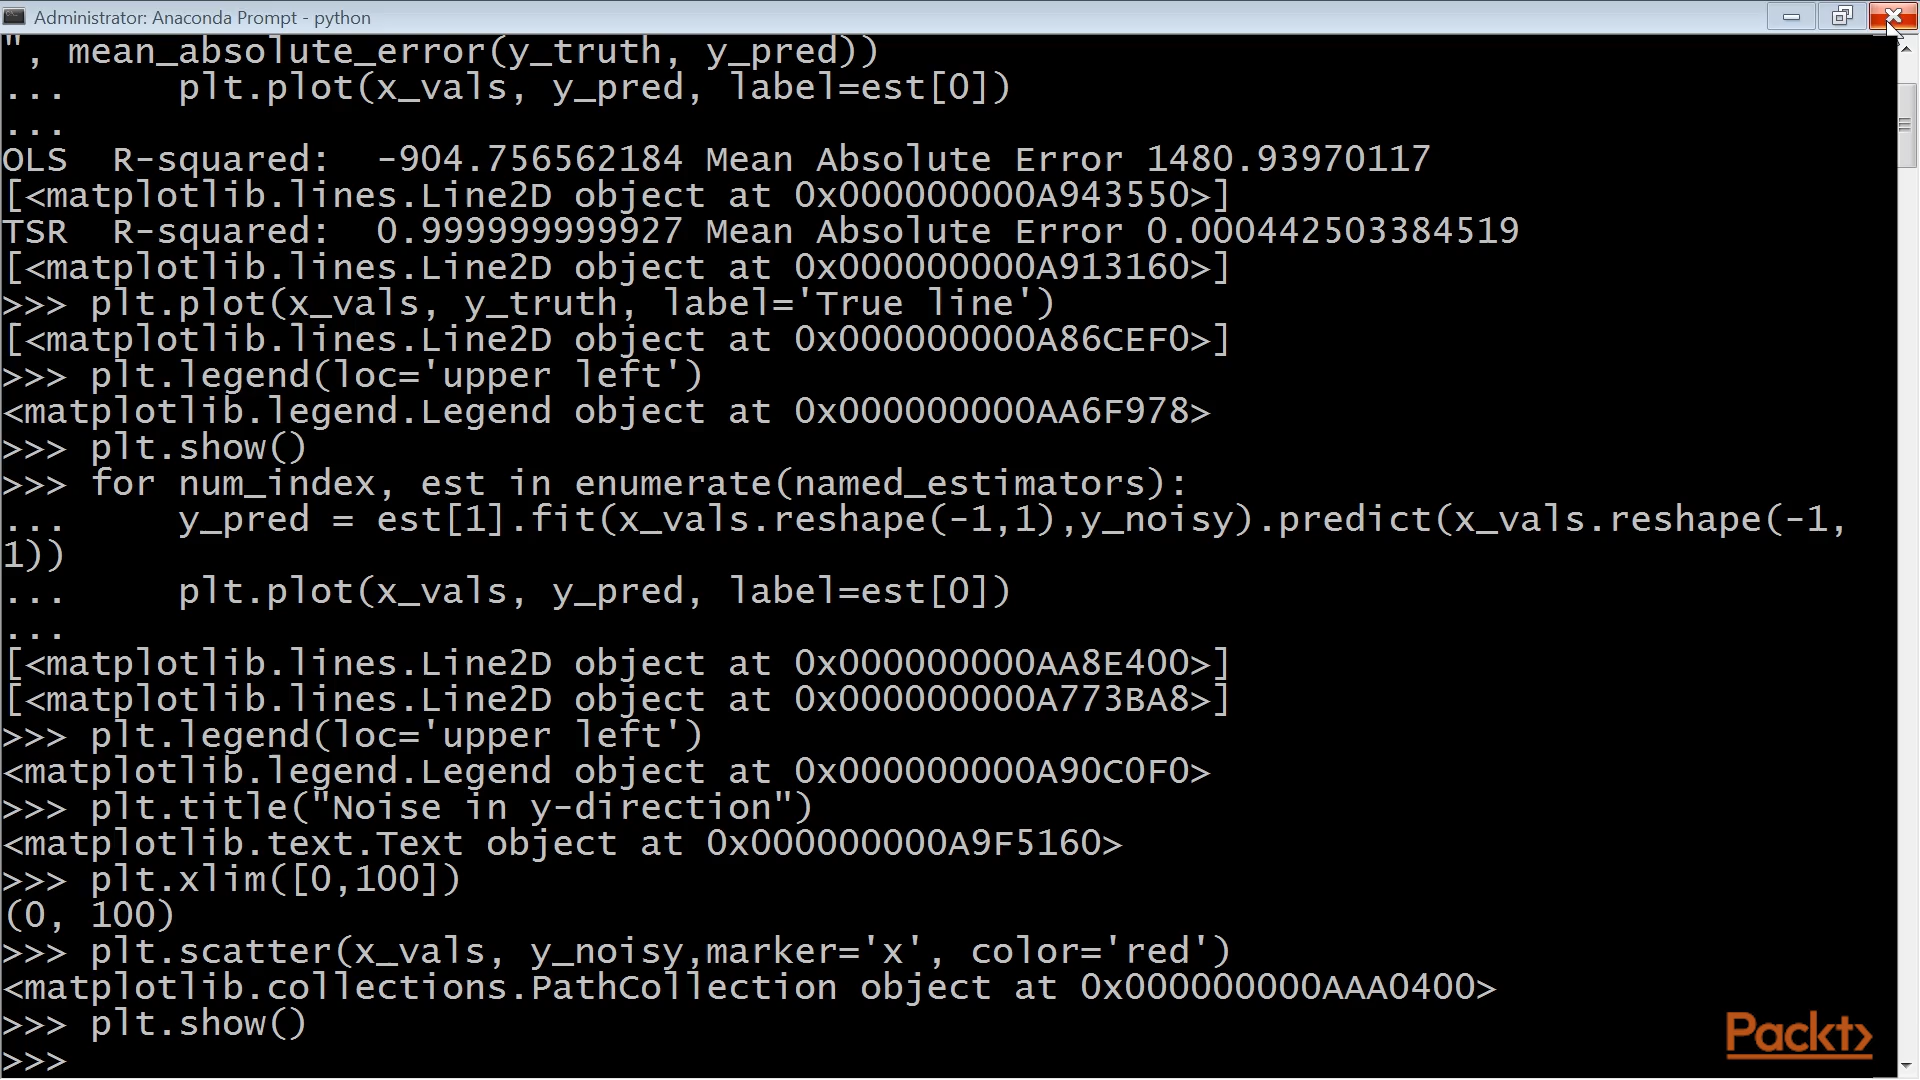 Administrator: Anaconda Prompt - python
", mean_absolute_error(y_truth, y_pred))
...     plt.plot(x_vals, y_pred, label=est[0])
...
OLS  R-squared:  -904.756562184 Mean Absolute Error 1480.93970117
[<matplotlib.lines.Line2D object at 0x000000000A943550>]
TSR  R-squared:  0.999999999927 Mean Absolute Error 0.000442503384519
[<matplotlib.lines.Line2D object at 0x000000000A913160>]
>>> plt.plot(x_vals, y_truth, label='True line')
[<matplotlib.lines.Line2D object at 0x000000000A86CEF0>]
>>> plt.legend(loc='upper left')
<matplotlib.legend.Legend object at 0x000000000AA6F978>
>>> plt.show()
>>> for num_index, est in enumerate(named_estimators):
...     y_pred = est[1].fit(x_vals.reshape(-1,1),y_noisy).predict(x_vals.reshape(-1,
1))
...     plt.plot(x_vals, y_pred, label=est[0])
...
[<matplotlib.lines.Line2D object at 0x000000000AA8E400>]
[<matplotlib.lines.Line2D object at 0x000000000A773BA8>]
>>> plt.legend(loc='upper left')
<matplotlib.legend.Legend object at 0x000000000A90C0F0>
>>> plt.title("Noise in y-direction")
<matplotlib.text.Text object at 0x000000000A9F5160>
>>> plt.xlim([0,100])
(0, 100)
>>> plt.scatter(x_vals, y_noisy,marker='x', color='red')
<matplotlib.collections.PathCollection object at 0x000000000AAA0400>
>>> plt.show()
>>>
Packt>